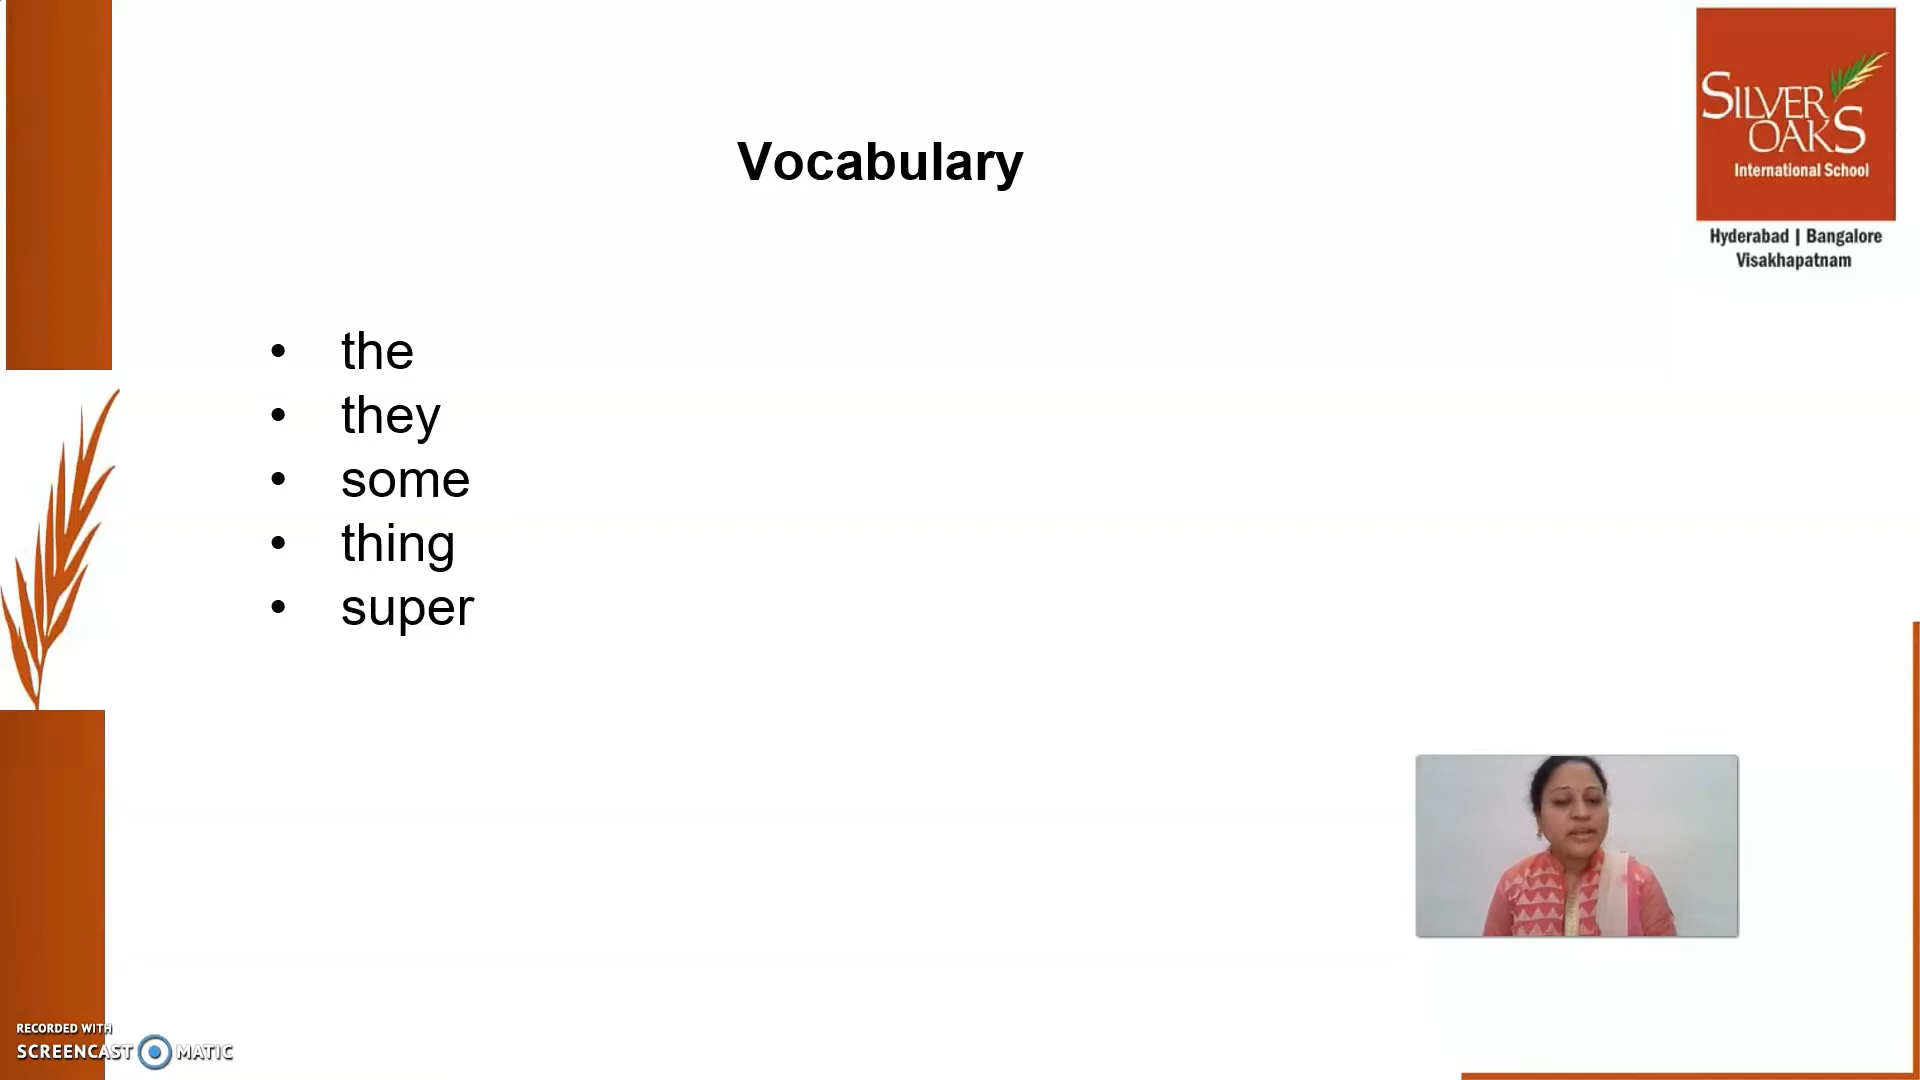 SILVER
OAKS
International School
Hyderabad | Bangalore
Visakhapatnam
Vocabulary
• the
• they
• some
• thing
• super
RECORDED WITH
SCREENCAST MATIC